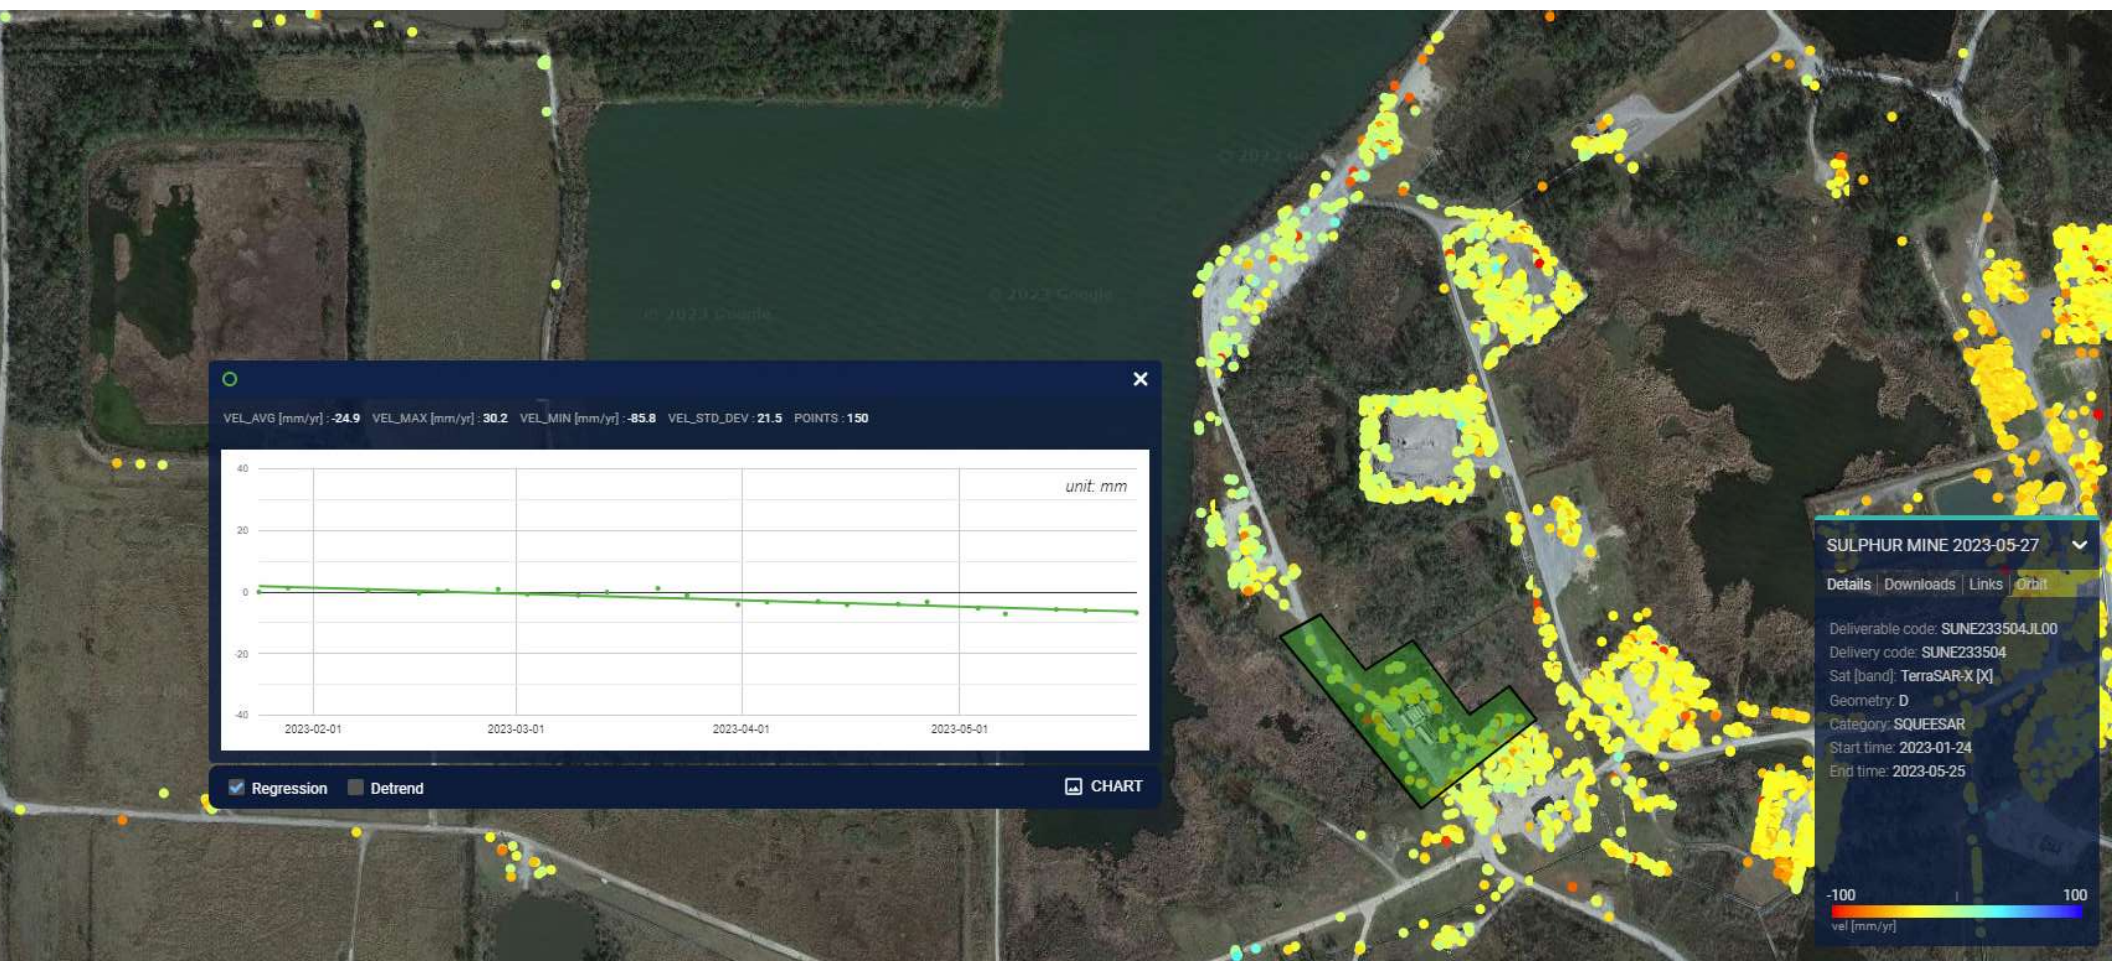 © 2023 Google
© 2023 Google
VEL_AVG [mm/yr] : -24.9 VEL_MAX [mm/yr] : 30.2 VEL_MIN [mm/yr] : -85.8 VEL_STD_DEV : 21.5 POINTS : 150
unit: mm
40
20
0
-20
-40
2023-02-01 2023-03-01 2023-04-01 2023-05-01
Regression Detrend CHART
SULPHUR MINE 2023-05-27
Details Downloads Links Orbit
Deliverable code: SUNE233504JL00
Delivery code: SUNE233504
Sat [band]: TerraSAR-X [X]
Geometry: D
Category: SQUEESAR
Start time: 2023-01-24
End time: 2023-05-25
-100 100
vel [mm/yr]